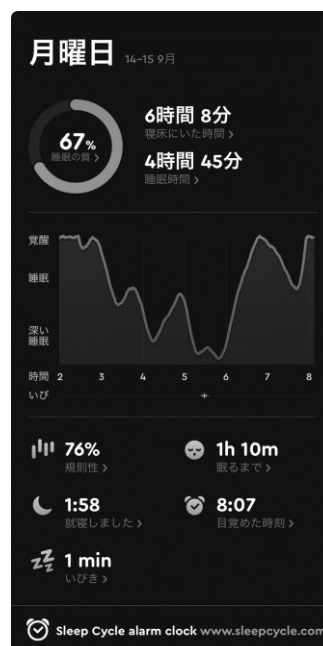 月曜日 14-15 9月
67%
睡眠の質 >
6時間 8分
寝床にいた時間 >
4時間 45分
睡眠時間 >
覚醒
睡眠
深い
睡眠
時間 2 3 4 5 6 7 8
いび
76%
規則性 >
1h 10m
眠るまで >
1:58
就寝しました >
8:07
目覚めた時刻 >
1 min
いびき >
Sleep Cycle alarm clock www.sleepcycle.com